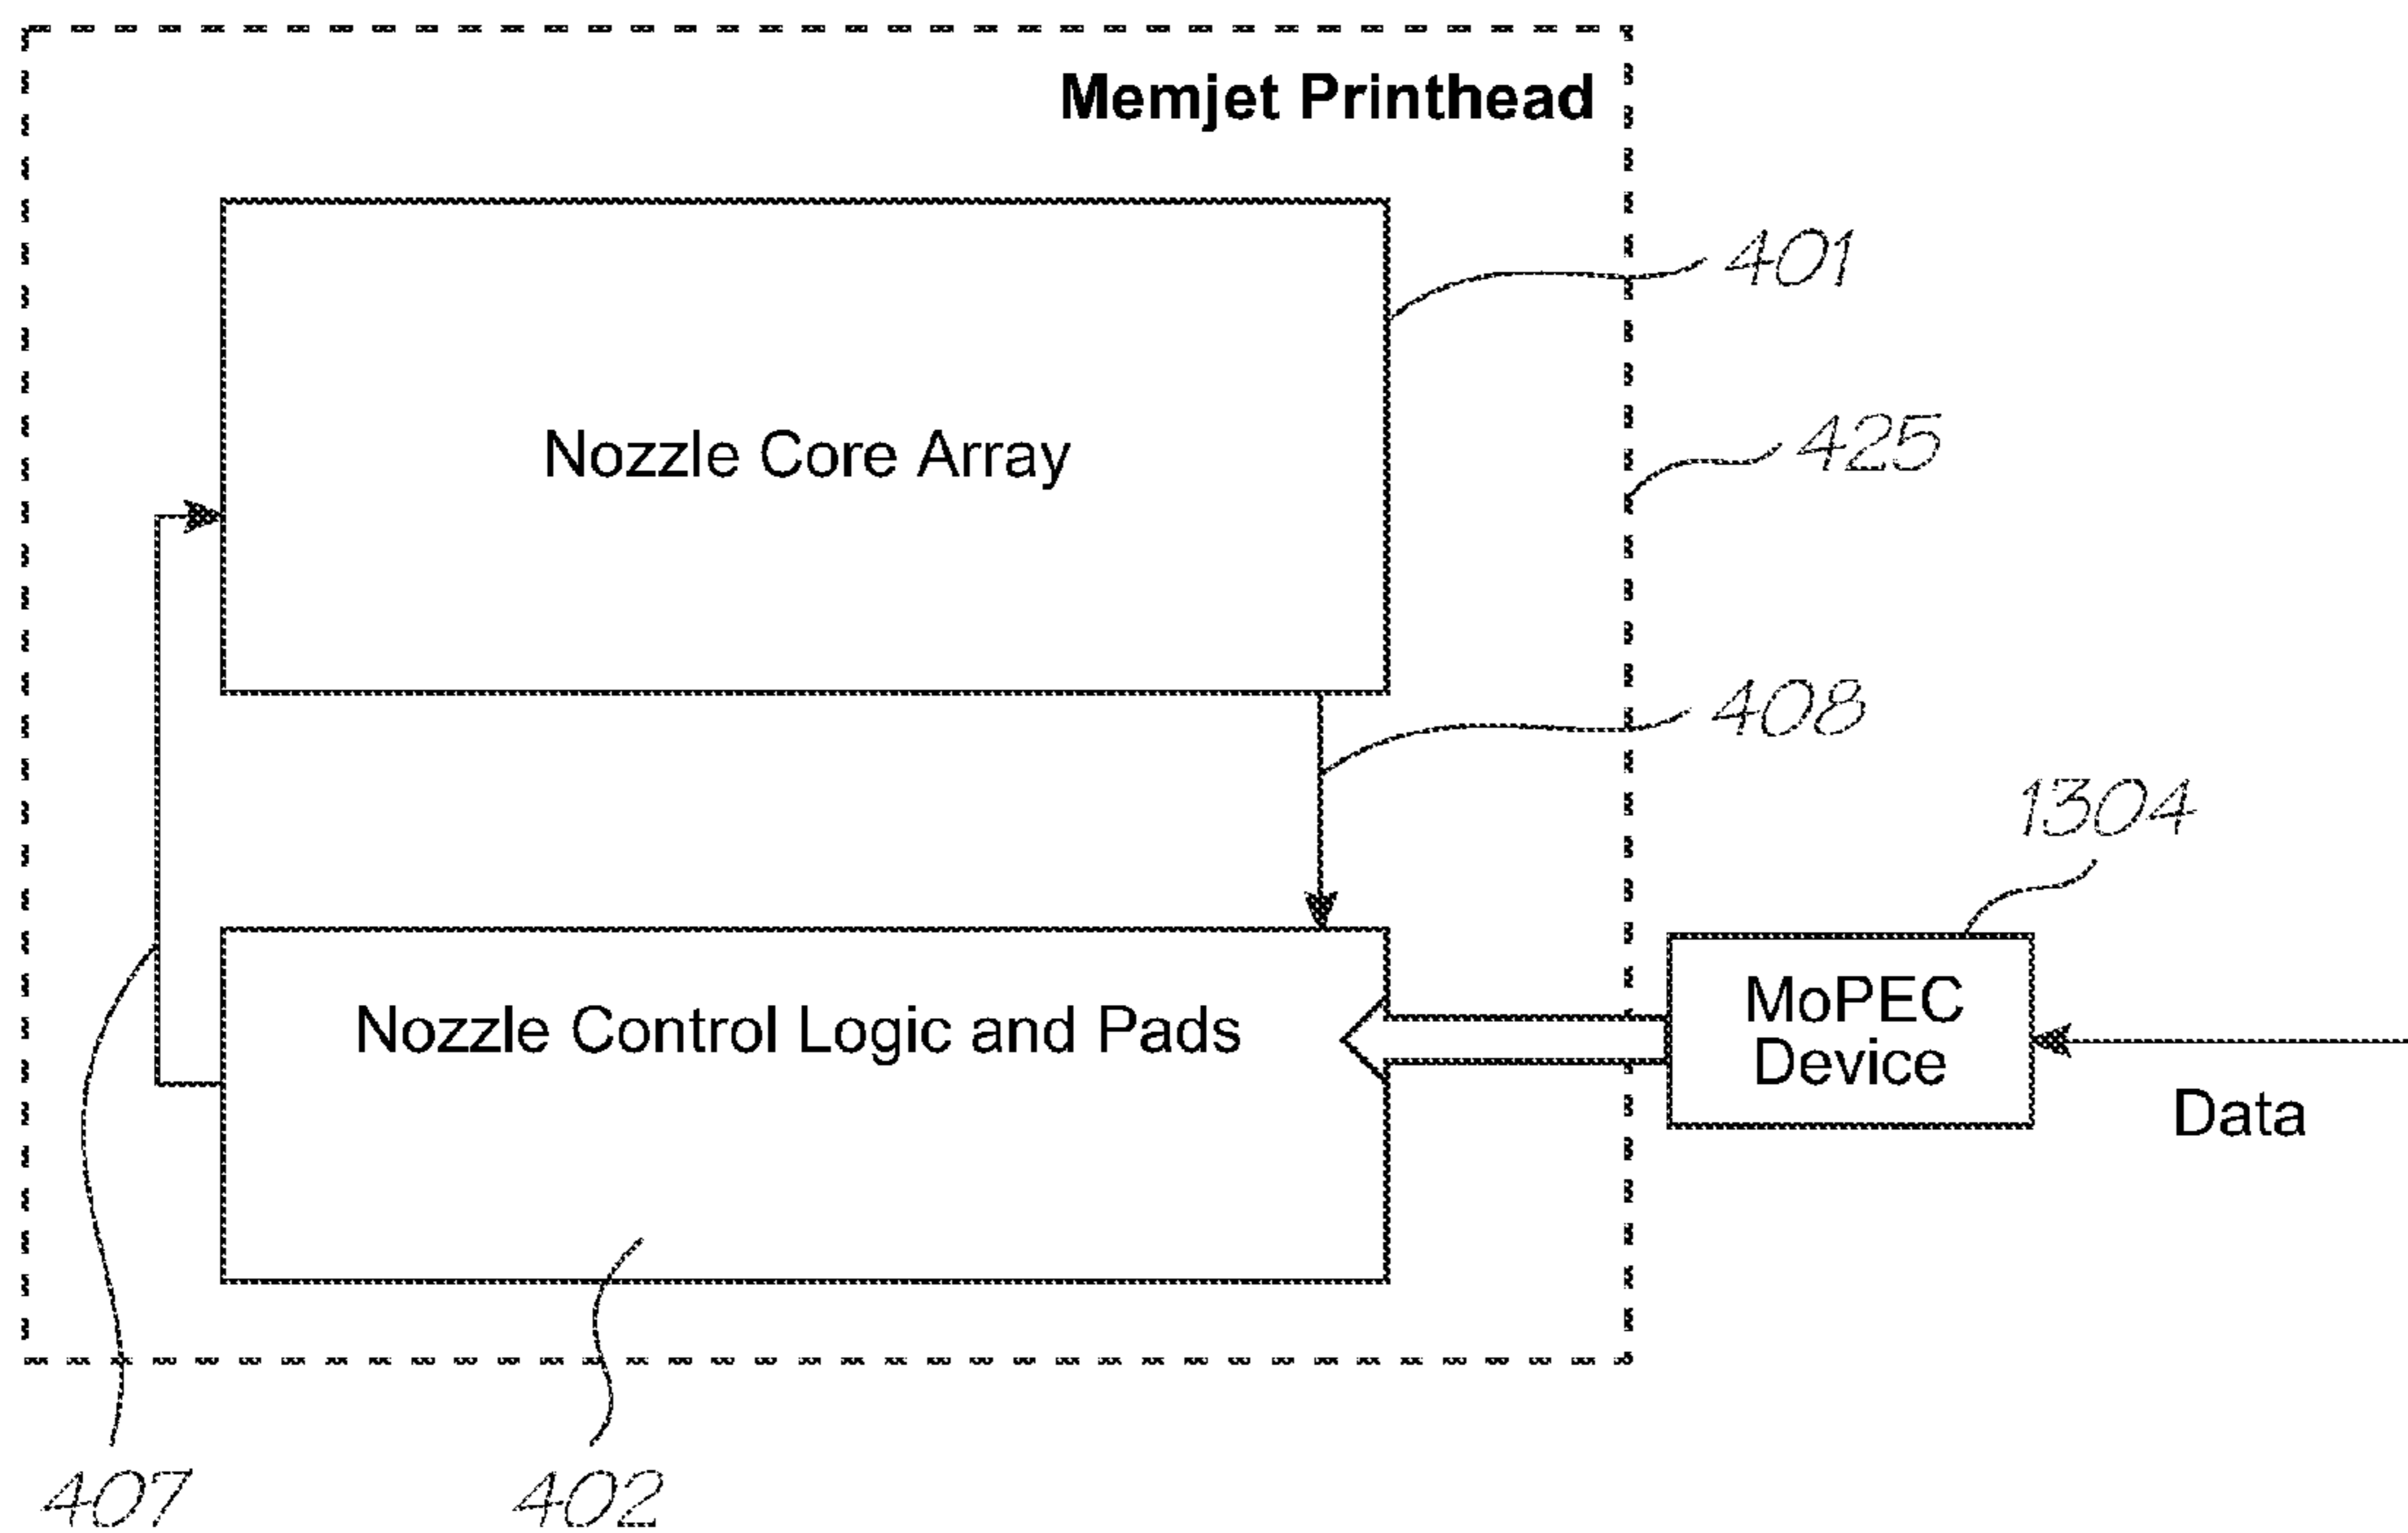 Memjet Printhead
401
Nozzle Core Array
425
408
1304
MoPEC
Device
Nozzle Control Logic and Pads
Data
407
402